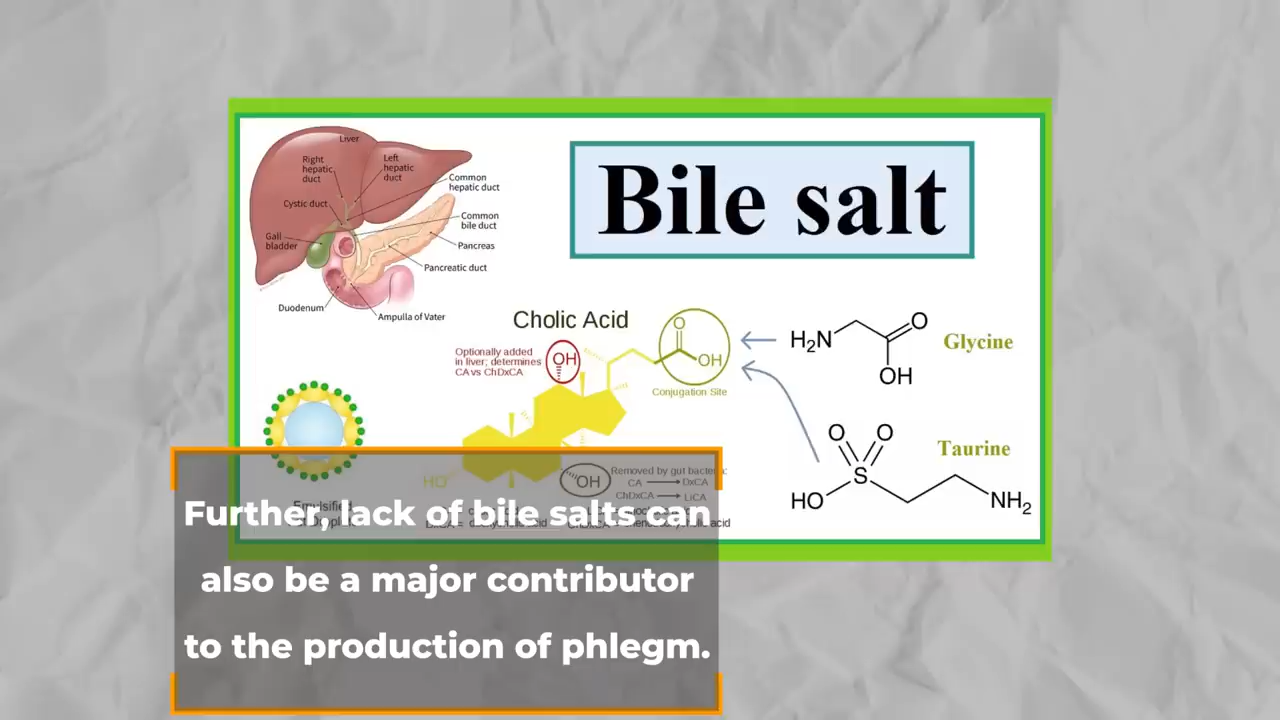 Liver
Right
hepatic
duct
Left
hepatic
duct
Common
hepatic duct
Cystic duct
Common
bile duct
Gall
bladder
Pancreas
Pancreatic duct
Duodenum
Ampulla of Vater
Bile salt
Cholic Acid
Optionally added
in liver; determines
CA vs ChDxCA
OH
O
OH
Conjugation Site
H2N
O
OH
Glycine
O O
S
HO
NH2
Taurine
HO
OH
Removed by gut bacteria:
CA DxCA
ChDxCA LiCA
Further, lack of bile salts can
also be a major contributor
to the production of phlegm.